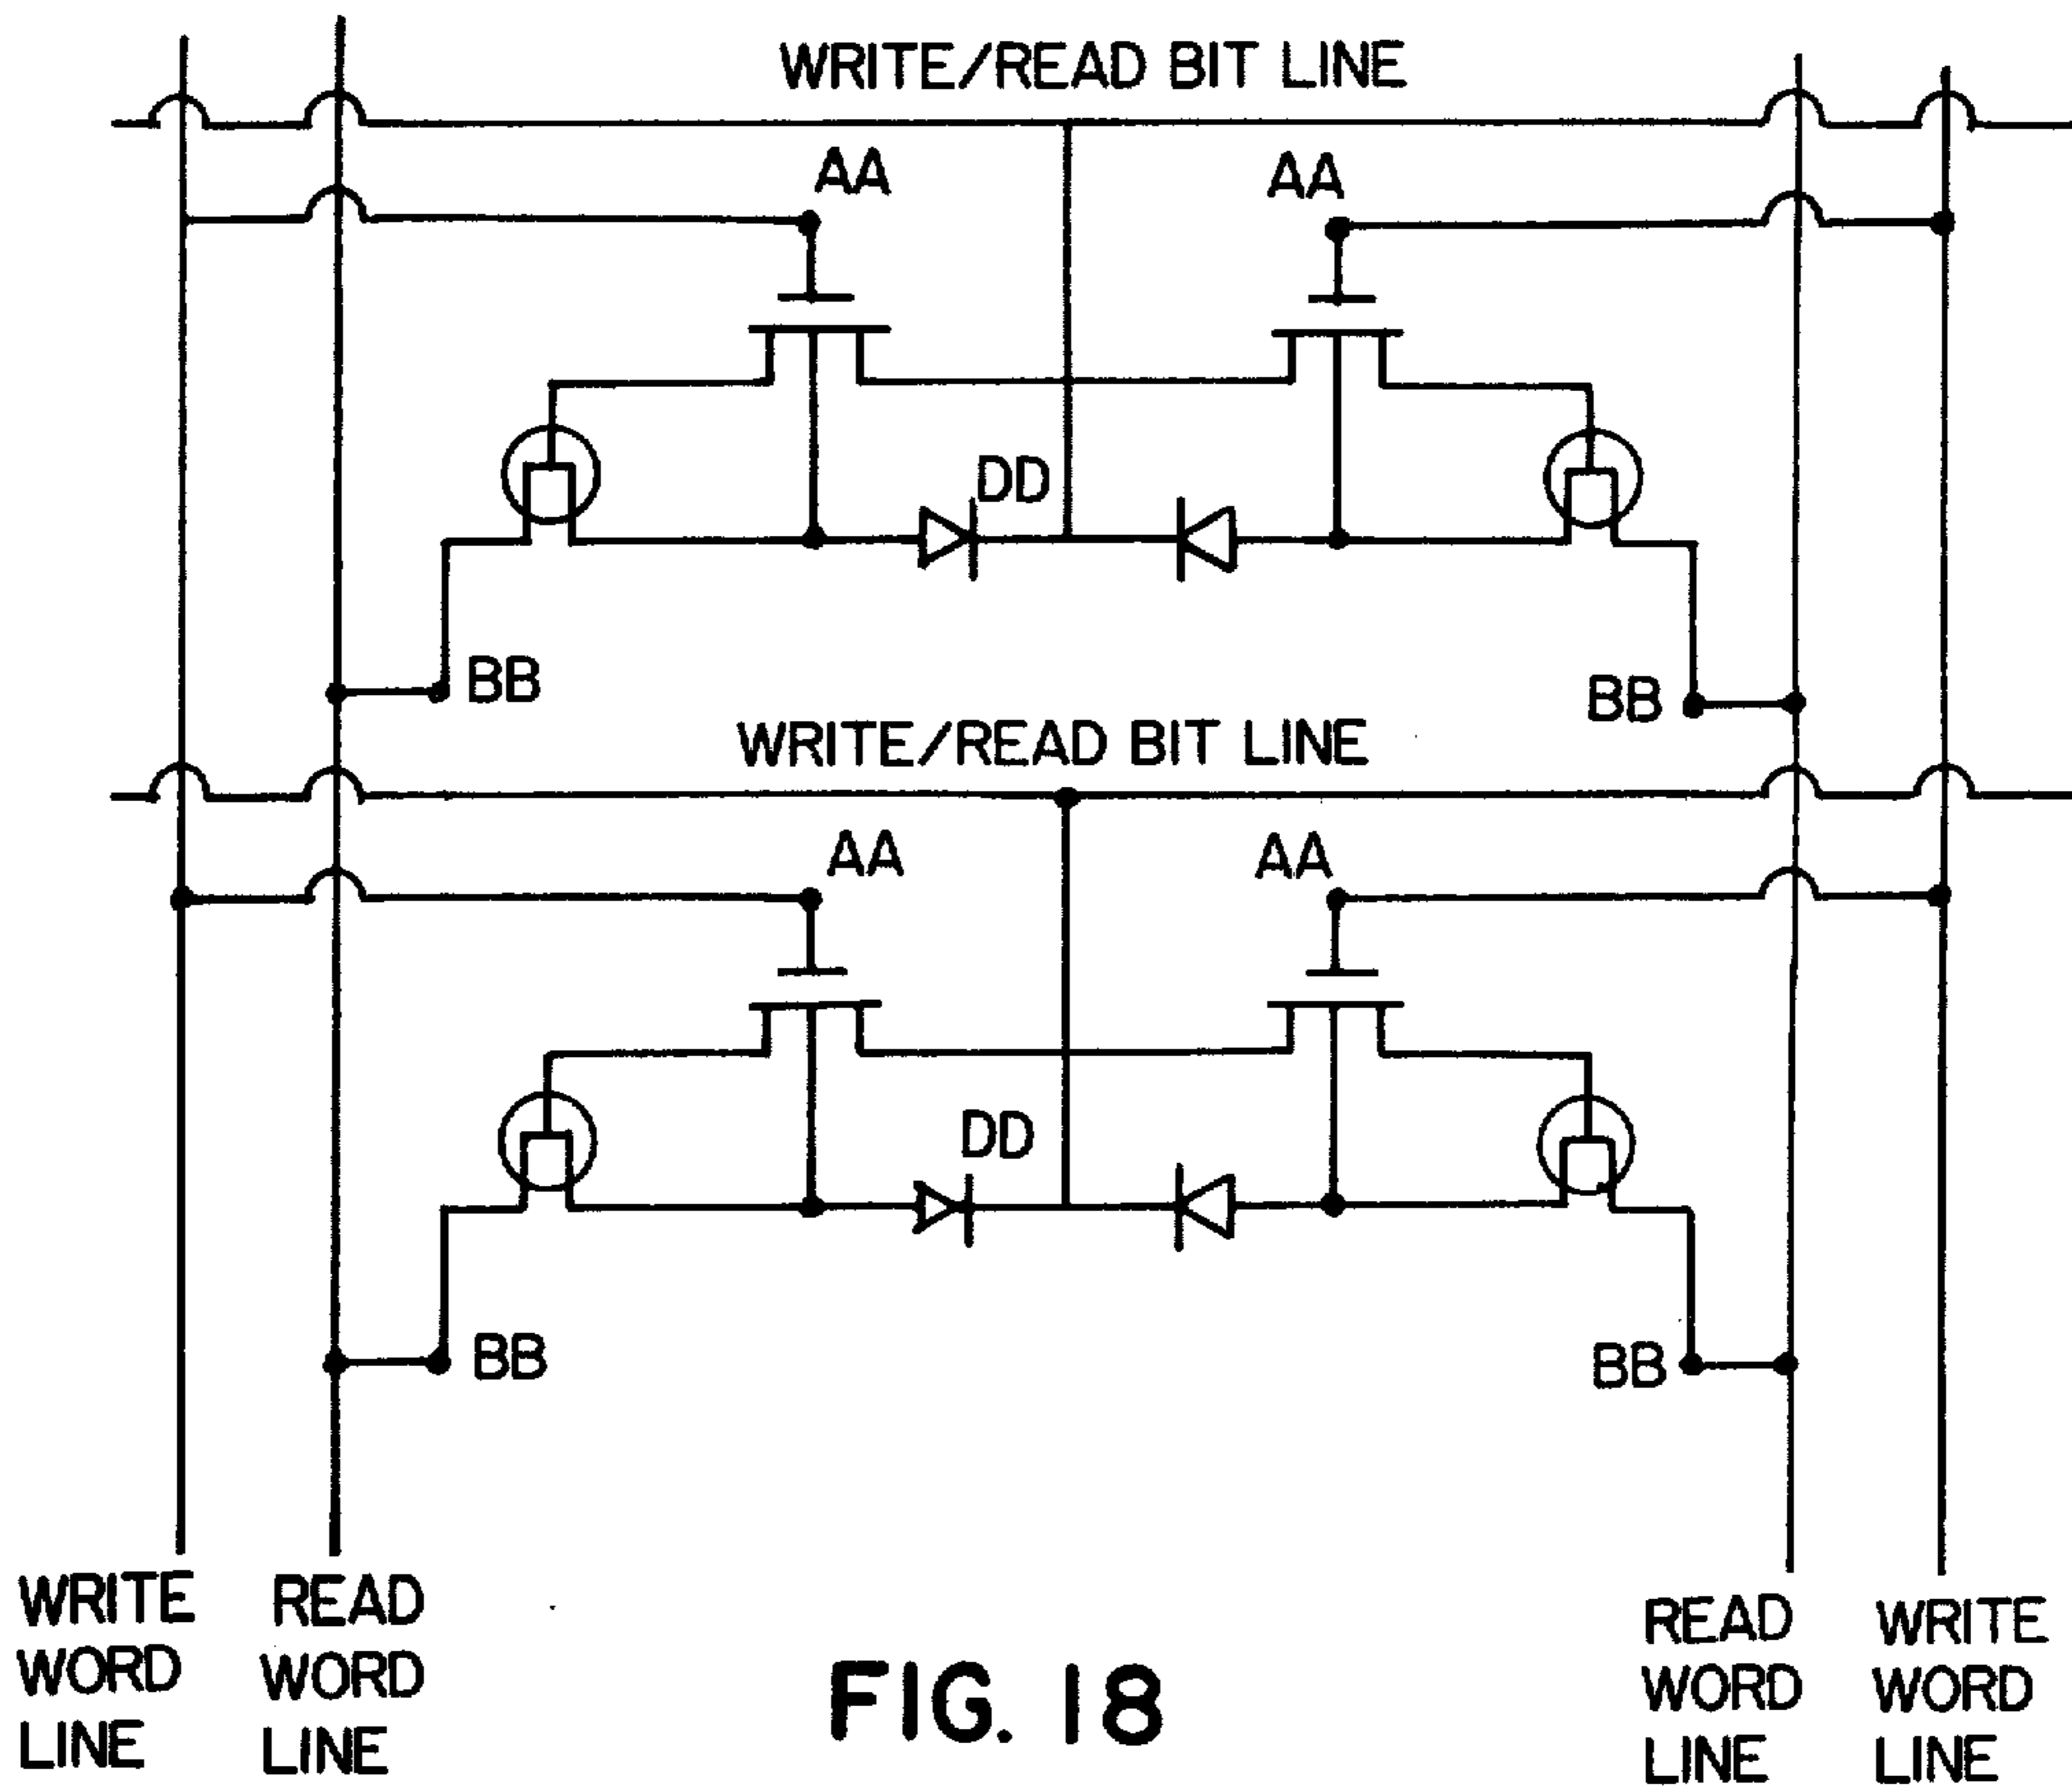 WRITE/READ BIT LINE
AA
AA
DD
BB
BB
WRITE/READ BIT LINE
AA
AA
DD
BB
BB
WRITE
WORD
LINE
READ
WORD
LINE
READ
WORD
LINE
WRITE
WORD
LINE
FIG. 18